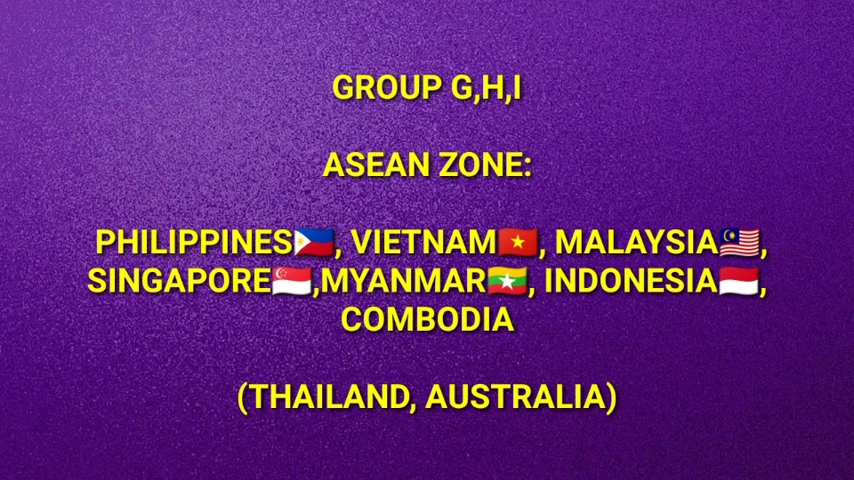 GROUP G,H,I
ASEAN ZONE:
PHILIPPINES🇵🇭, VIETNAM🇻🇳, MALAYSIA🇲🇾,
SINGAPORE🇸🇬,MYANMAR🇲🇲, INDONESIA🇮🇩,
COMBODIA
(THAILAND, AUSTRALIA)